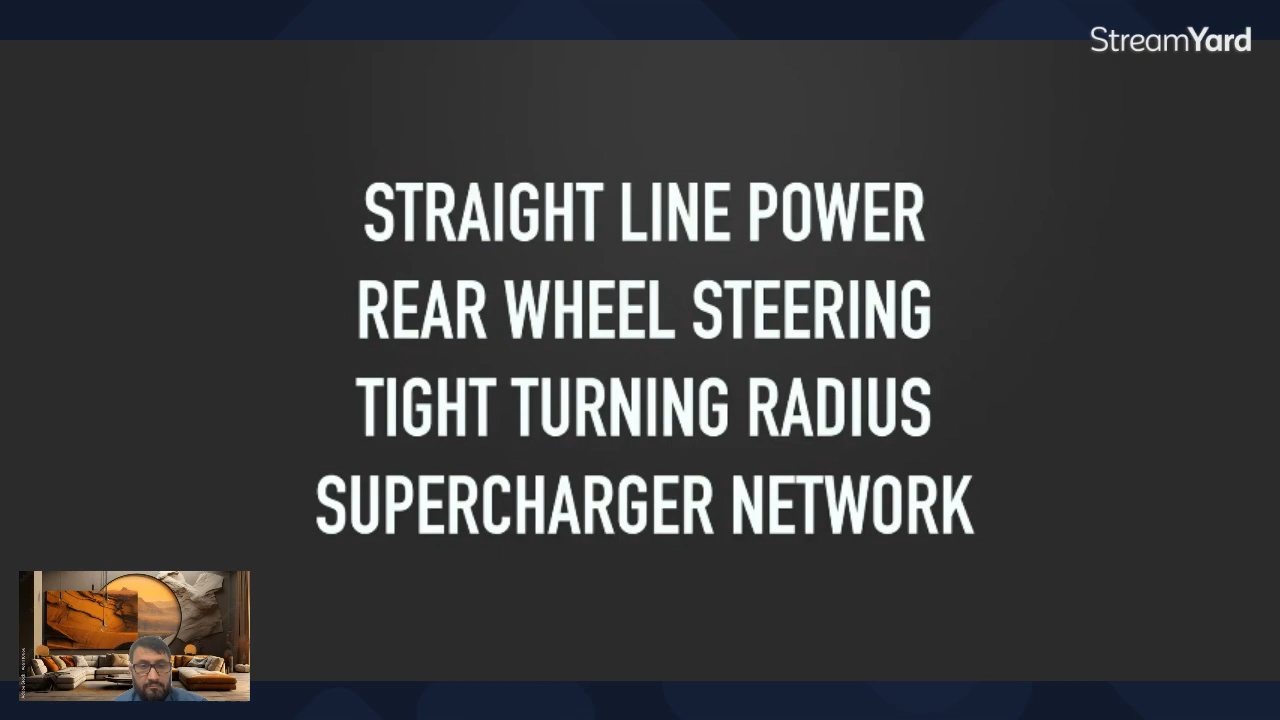 StreamYard
STRAIGHT LINE POWER
REAR WHEEL STEERING
TIGHT TURNING RADIUS
SUPERCHARGER NETWORK